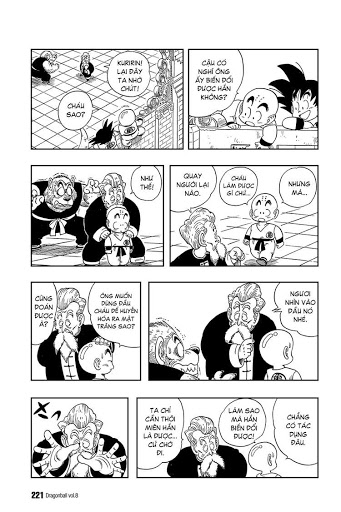 CẬU CÓ
NGHĨ ÔNG
ẤY BIẾN ĐỔI
ĐƯỢC HẮN
KHÔNG?
KURIRIN!
LẠI ĐÂY
TA NHỜ
CHÚT!
CHÁU
SAO?
NHƯNG
MÀ...
CHÁU
LÀM ĐƯỢC
GÌ CHỨ...
QUAY
NGƯỜI LẠI
NÀO.
NHƯ
THẾ!
NGƯƠI
NHÌN VÀO
ĐẦU NÓ
NHÉ.
ÔNG MUỐN
DÙNG ĐẦU
CHÁU ĐỂ HUYỄN
HÓA RA MẶT
TRĂNG SAO?
CŨNG
ĐOÁN
ĐƯỢC
À?
CHẲNG
CÓ TÁC
DỤNG
ĐÂU.
LÀM
SAO MÀ
HẮN BIẾN
ĐỔI ĐƯỢC!
TA CHỈ
CẦN THÔI
MIÊN HẮN
LÀ ĐƯỢC...
CỨ CHỜ
ĐI.
221 Dragonball vol.8